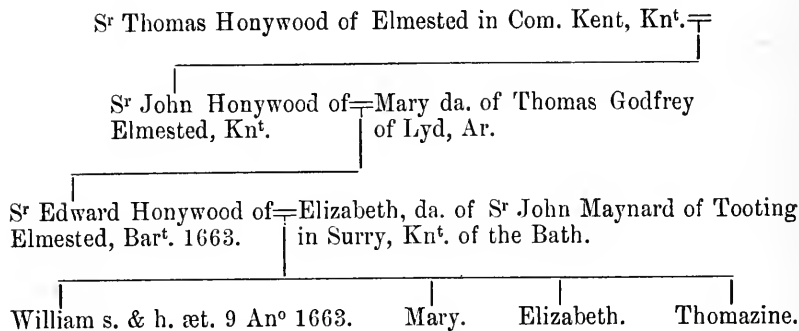 Sʳ Thomas Honywood of Elmested in Com. Kent, Knᵗ.
Sʳ John Honywood of Mary da. of Thomas Godfrey
Elmested, Knᵗ. of Lyd, Ar.
Sʳ Edward Honywood of Elizabeth, da. of Sʳ John Maynard of Tooting
Elmested, Barᵗ. 1663. in Surry, Knᵗ. of the Bath.
William s. & h. æt. 9 Anᵒ 1663. Mary. Elizabeth. Thomazine.